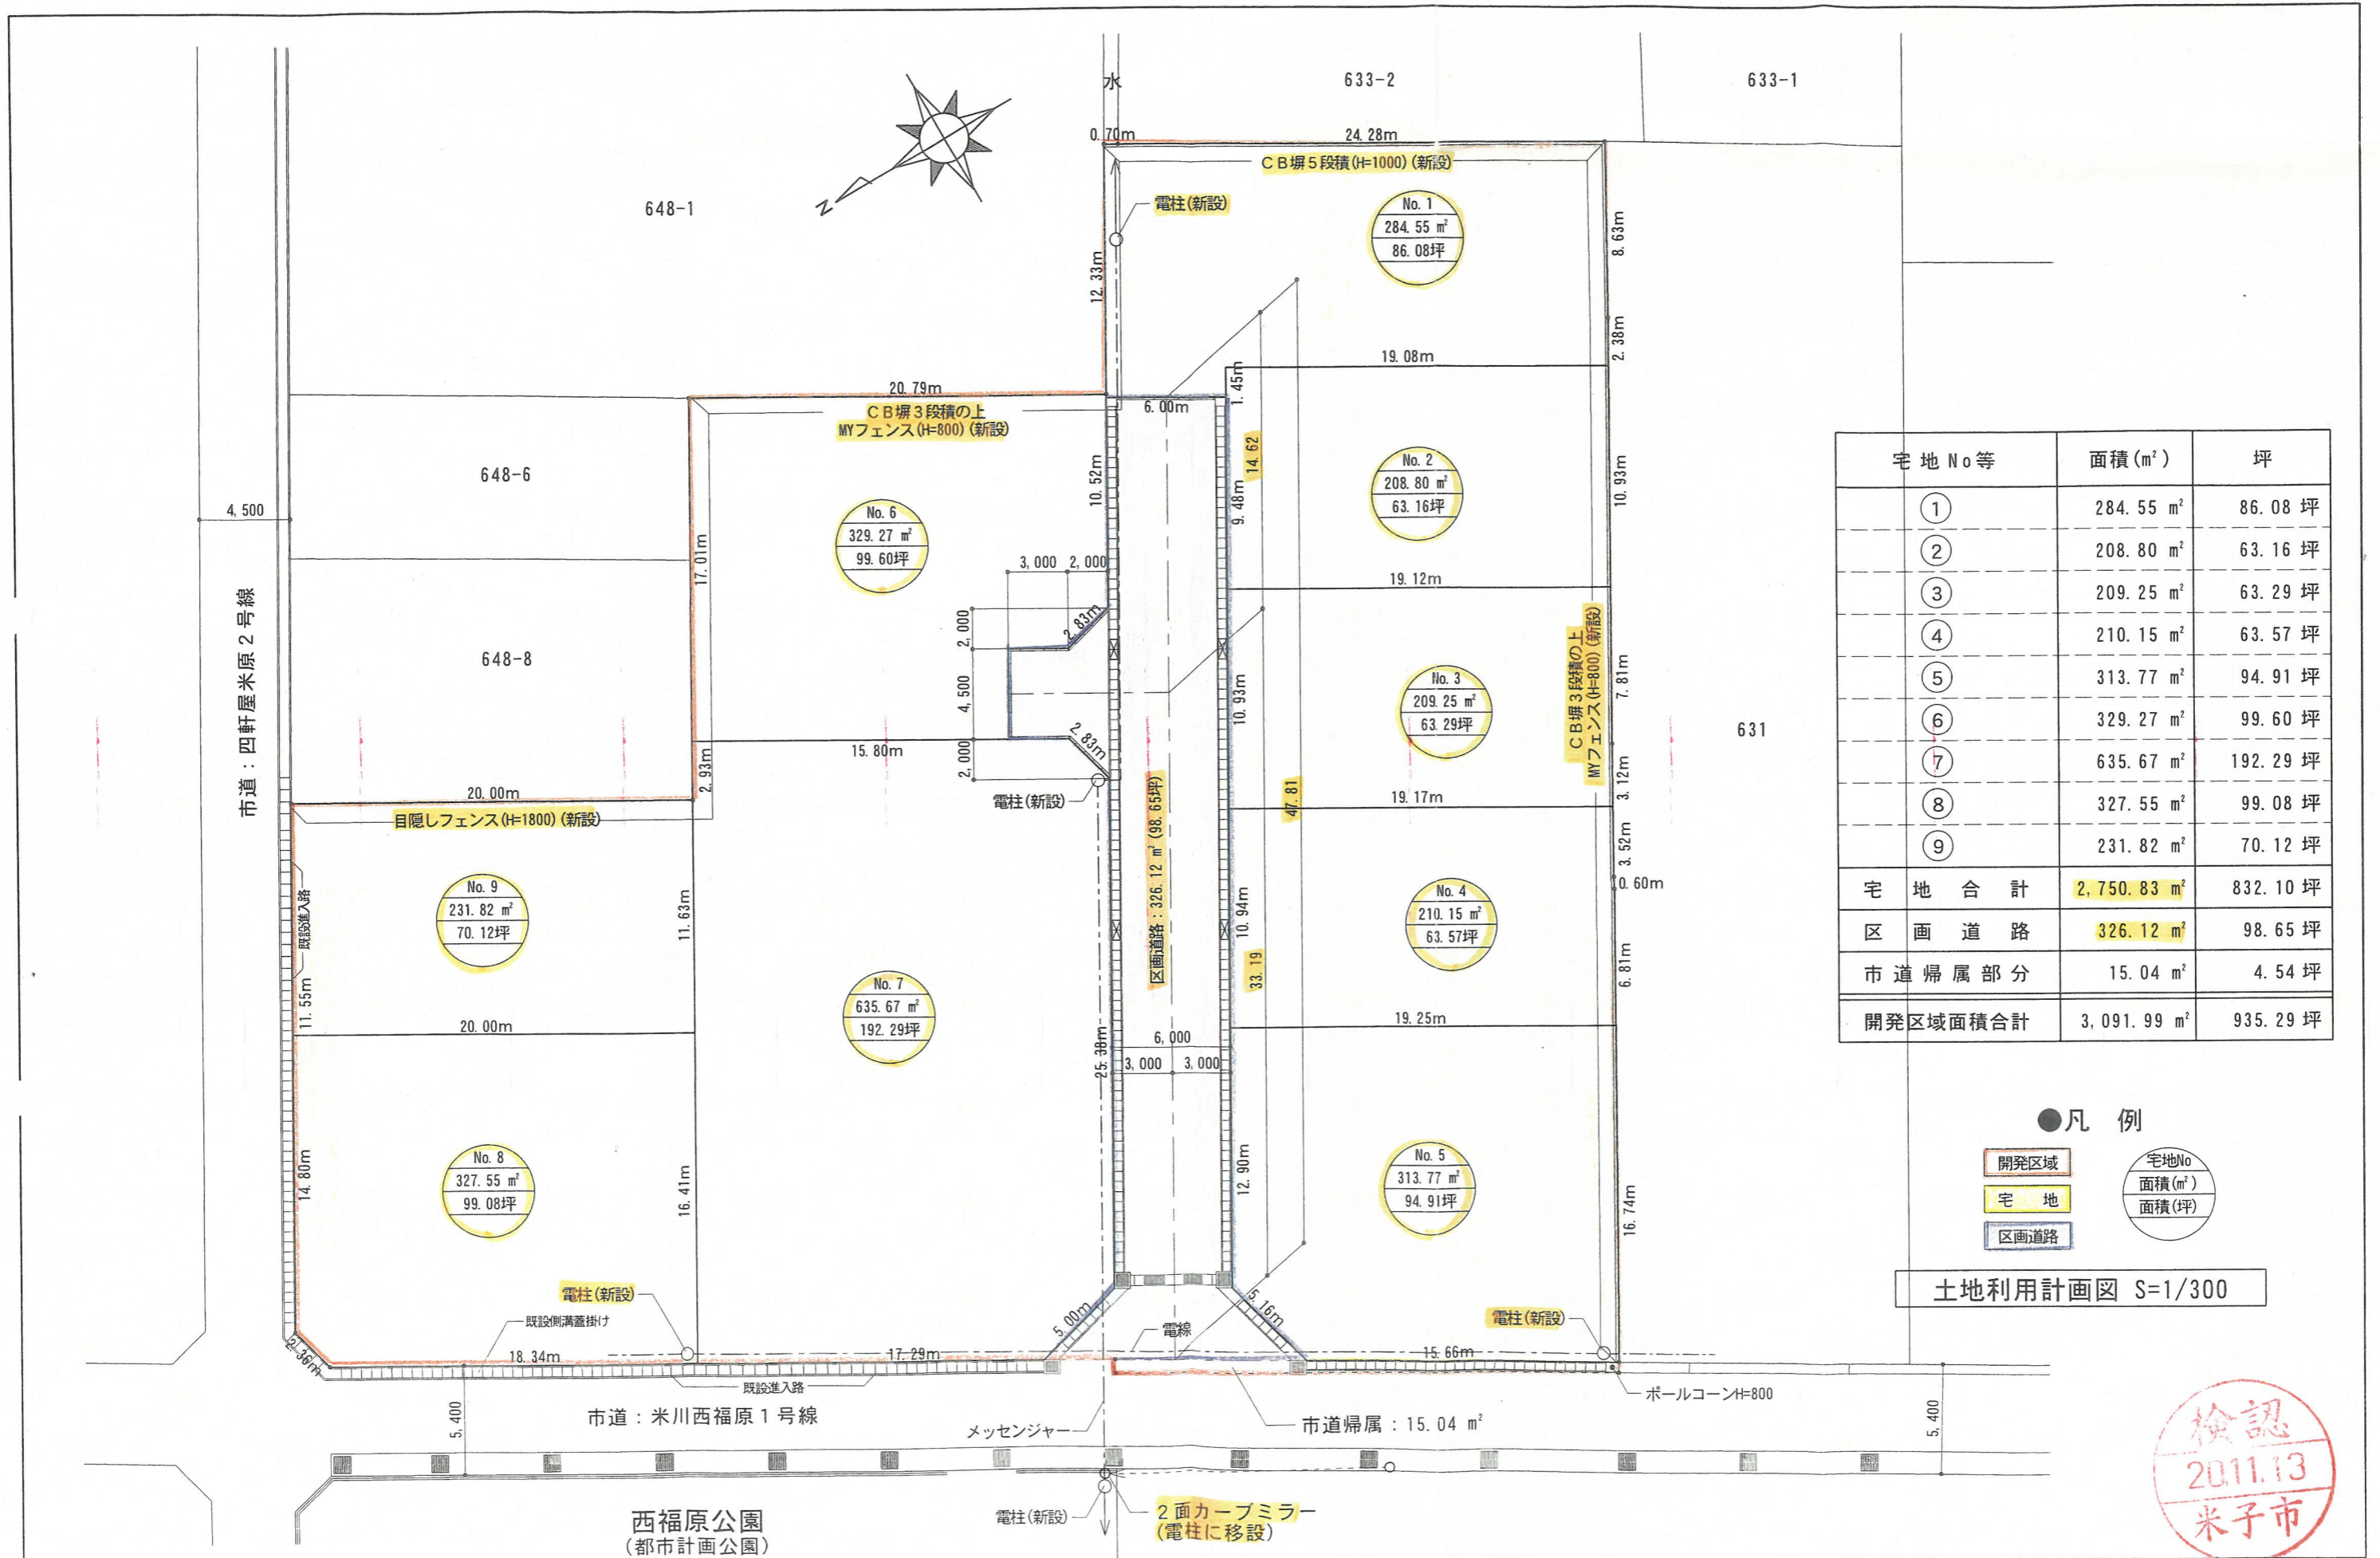 水
633-2
633-1
0.70m
24.28m
CB塀5段積(H=1000)(新設)
648-1
N
電柱(新設)
No.1
284.55 ㎡
86.08坪
8.63m
12.33m
2.38m
19.08m
1.45m
20.79m
6.00m
CB塀3段積の上
MYフェンス(H=800)(新設)
14.62
648-6
10.52m
9.48m
No.2
208.80 ㎡
63.16坪
10.93m
4,500
No.6
329.27 ㎡
99.60坪
17.01m
3,000
2,000
19.12m
2,000
2.83m
648-8
市道：四軒屋米原2号線
4,500
10.93m
No.3
209.25 ㎡
63.29坪
CB塀3段積の上
MYフェンス(H=800)(新設)
7.81m
631
2.83m
2,000
15.80m
2.93m
20.00m
電柱(新設)
区画道路：326.12 ㎡ (98.65坪)
47.81
19.17m
3.12m
目隠しフェンス(H=1800)(新設)
3.52m
0.60m
既設進入路
No.9
231.82 ㎡
70.12坪
11.63m
10.94m
No.4
210.15 ㎡
63.57坪
33.19
6.81m
11.55m
20.00m
No.7
635.67 ㎡
192.29坪
19.25m
25.38m
6,000
3,000
3,000
14.80m
No.8
327.55 ㎡
99.08坪
16.41m
12.90m
No.5
313.77 ㎡
94.91坪
16.74m
電柱(新設)
既設側溝蓋掛け
5.00m
5.16m
電線
電柱(新設)
2.36m
18.34m
17.29m
15.66m
既設進入路
ポールコーンH=800
市道：米川西福原1号線
メッセンジャー
市道帰属：15.04 ㎡
5,400
5,400
電柱(新設)
2面カーブミラー
(電柱に移設)
西福原公園
(都市計画公園)
宅地No等 面積(㎡) 坪
① 284.55 ㎡ 86.08 坪
② 208.80 ㎡ 63.16 坪
③ 209.25 ㎡ 63.29 坪
④ 210.15 ㎡ 63.57 坪
⑤ 313.77 ㎡ 94.91 坪
⑥ 329.27 ㎡ 99.60 坪
⑦ 635.67 ㎡ 192.29 坪
⑧ 327.55 ㎡ 99.08 坪
⑨ 231.82 ㎡ 70.12 坪
宅地合計 2,750.83 ㎡ 832.10 坪
区画道路 326.12 ㎡ 98.65 坪
市道帰属部分 15.04 ㎡ 4.54 坪
開発区域面積合計 3,091.99 ㎡ 935.29 坪
●凡例
開発区域
宅地
区画道路
宅地No
面積(㎡)
面積(坪)
土地利用計画図 S=1/300
検認
20.11.13
米子市